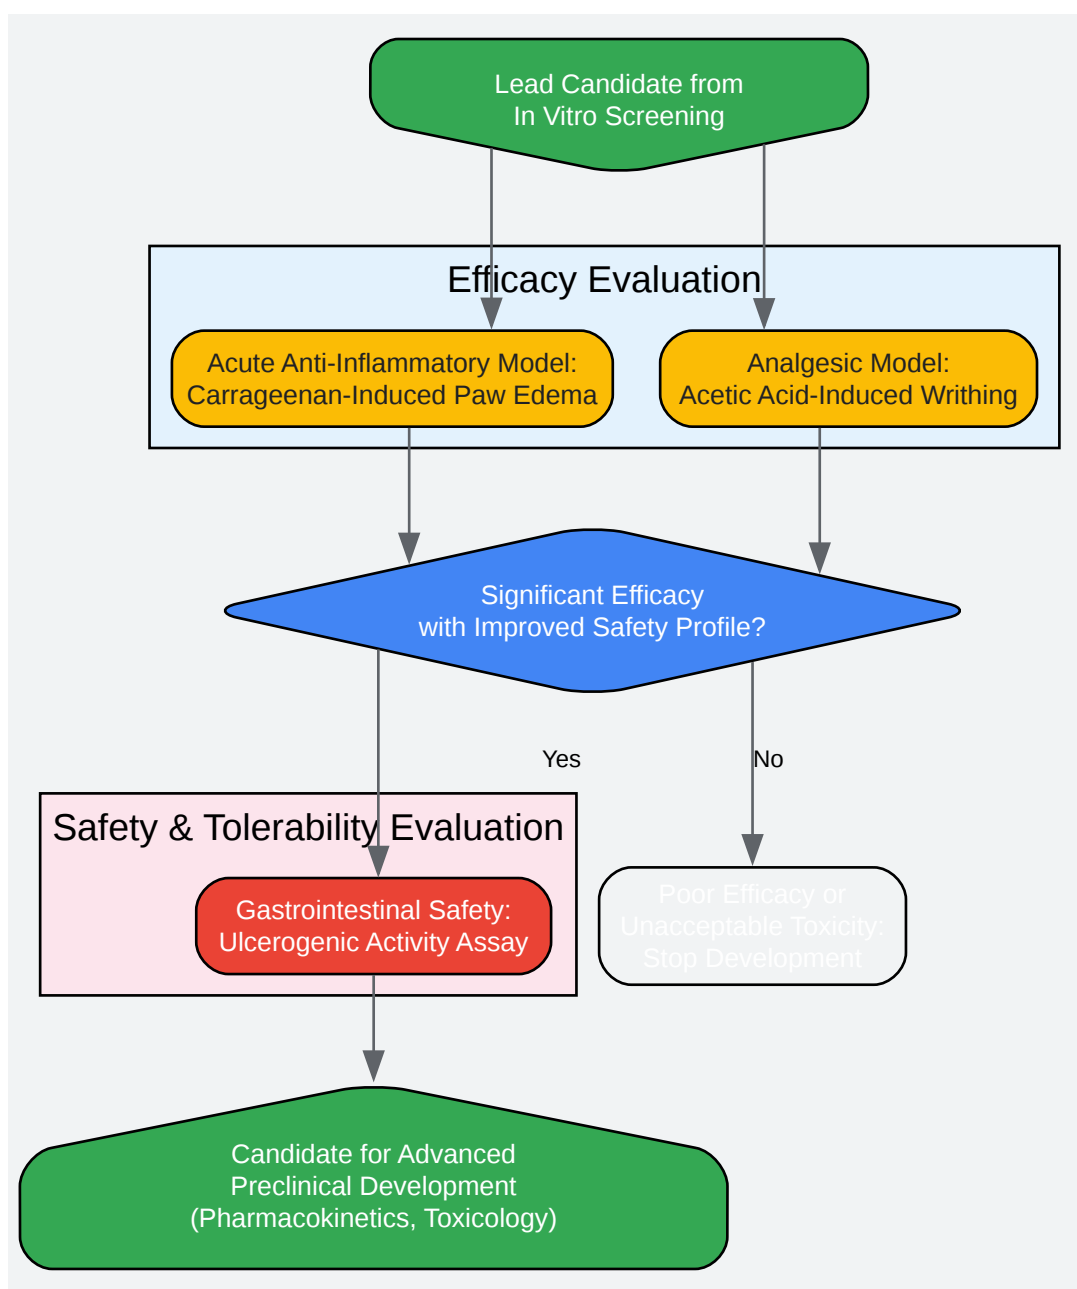 Lead Candidate from
In Vitro Screening
Efficacy Evaluation
Acute Anti-Inflammatory Model:
Carrageenan-Induced Paw Edema
Analgesic Model:
Acetic Acid-Induced Writhing
Significant Efficacy
with Improved Safety Profile?
Yes
No
Safety & Tolerability Evaluation
Gastrointestinal Safety:
Ulcerogenic Activity Assay
Poor Efficacy or
Unacceptable Toxicity:
Stop Development
Candidate for Advanced
Preclinical Development
(Pharmacokinetics, Toxicology)